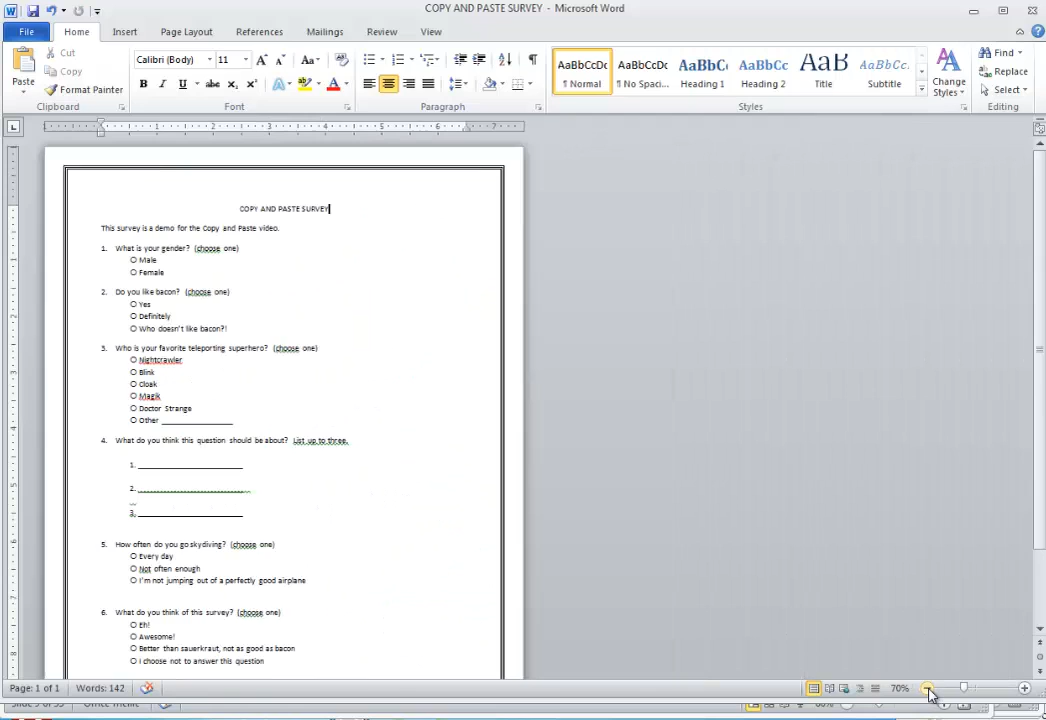 COPY AND PASTE SURVEY - Microsoft Word
File Home Insert Page Layout References Mailings Review View
Paste
Cut
Copy
Format Painter
Clipboard
Calibri (Body) 11
Font
Paragraph
AaBbCcDc AaBbCcDc AaBbC AaBbCc AaB AaBbCc.
¶ Normal ¶ No Spaci... Heading 1 Heading 2 Title Subtitle
Styles
Change Styles
Find
Replace
Select
Editing
COPY AND PASTE SURVEY
This survey is a demo for the Copy and Paste video.
1. What is your gender? (choose one)
O Male
O Female
2. Do you like bacon? (choose one)
O Yes
O Definitely
O Who doesn't like bacon?!
3. Who is your favorite teleporting superhero? (choose one)
O Nightcrawler
O Blink
O Cloak
O Magik
O Doctor Strange
O Other _______________
4. What do you think this question should be about? List up to three.
1. ______________________
2. ______________________
3. ______________________
5. How often do you go skydiving? (choose one)
O Every day
O Not often enough
O I'm not jumping out of a perfectly good airplane
6. What do you think of this survey? (choose one)
O Eh!
O Awesome!
O Better than sauerkraut, not as good as bacon
O I choose not to answer this question
Page: 1 of 1 Words: 142 70%